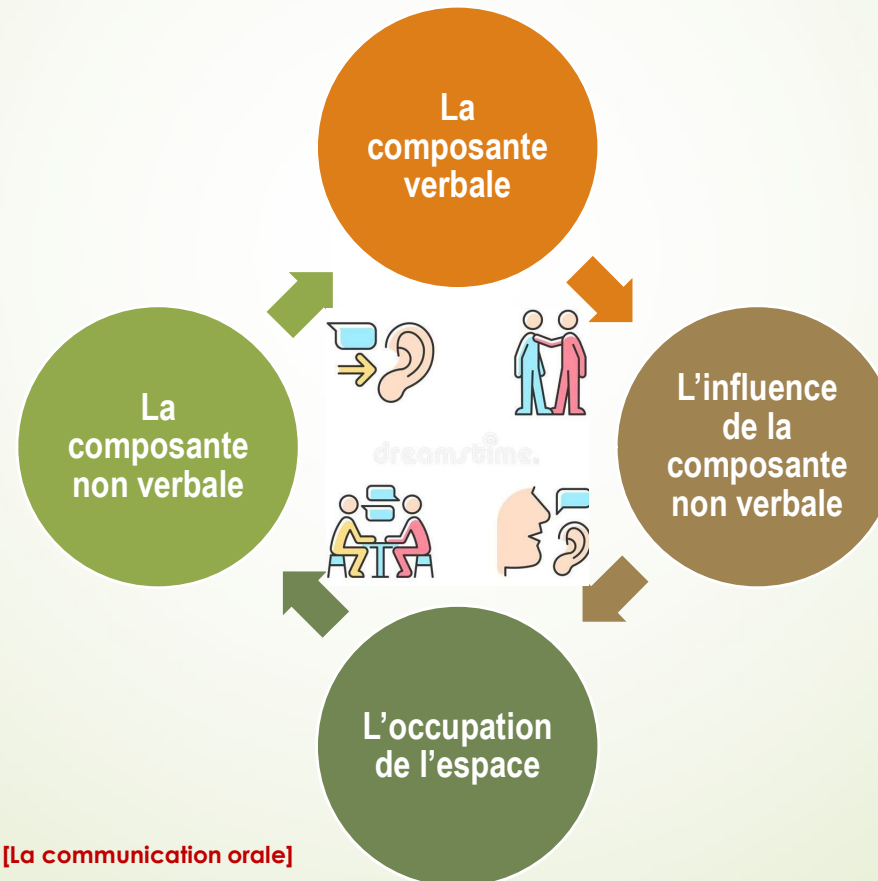 La
composante
verbale
L'influence
de la
composante
non verbale
L'occupation
de l'espace
La
composante
non verbale
dreamstime.
[La communication orale]